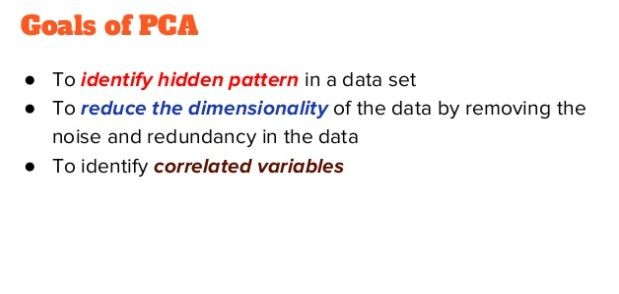 Goals of PCA
● To identify hidden pattern in a data set
● To reduce the dimensionality of the data by removing the
noise and redundancy in the data
● To identify correlated variables